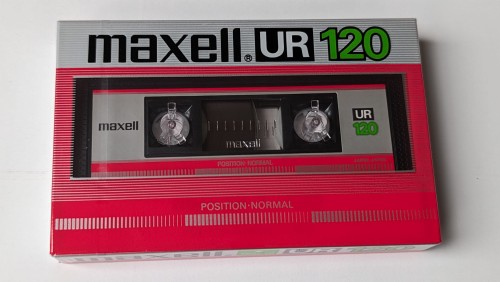 maxell® UR 120
maxell
UR
120
maxell
POSITION·NORMAL
POSITION·NORMAL